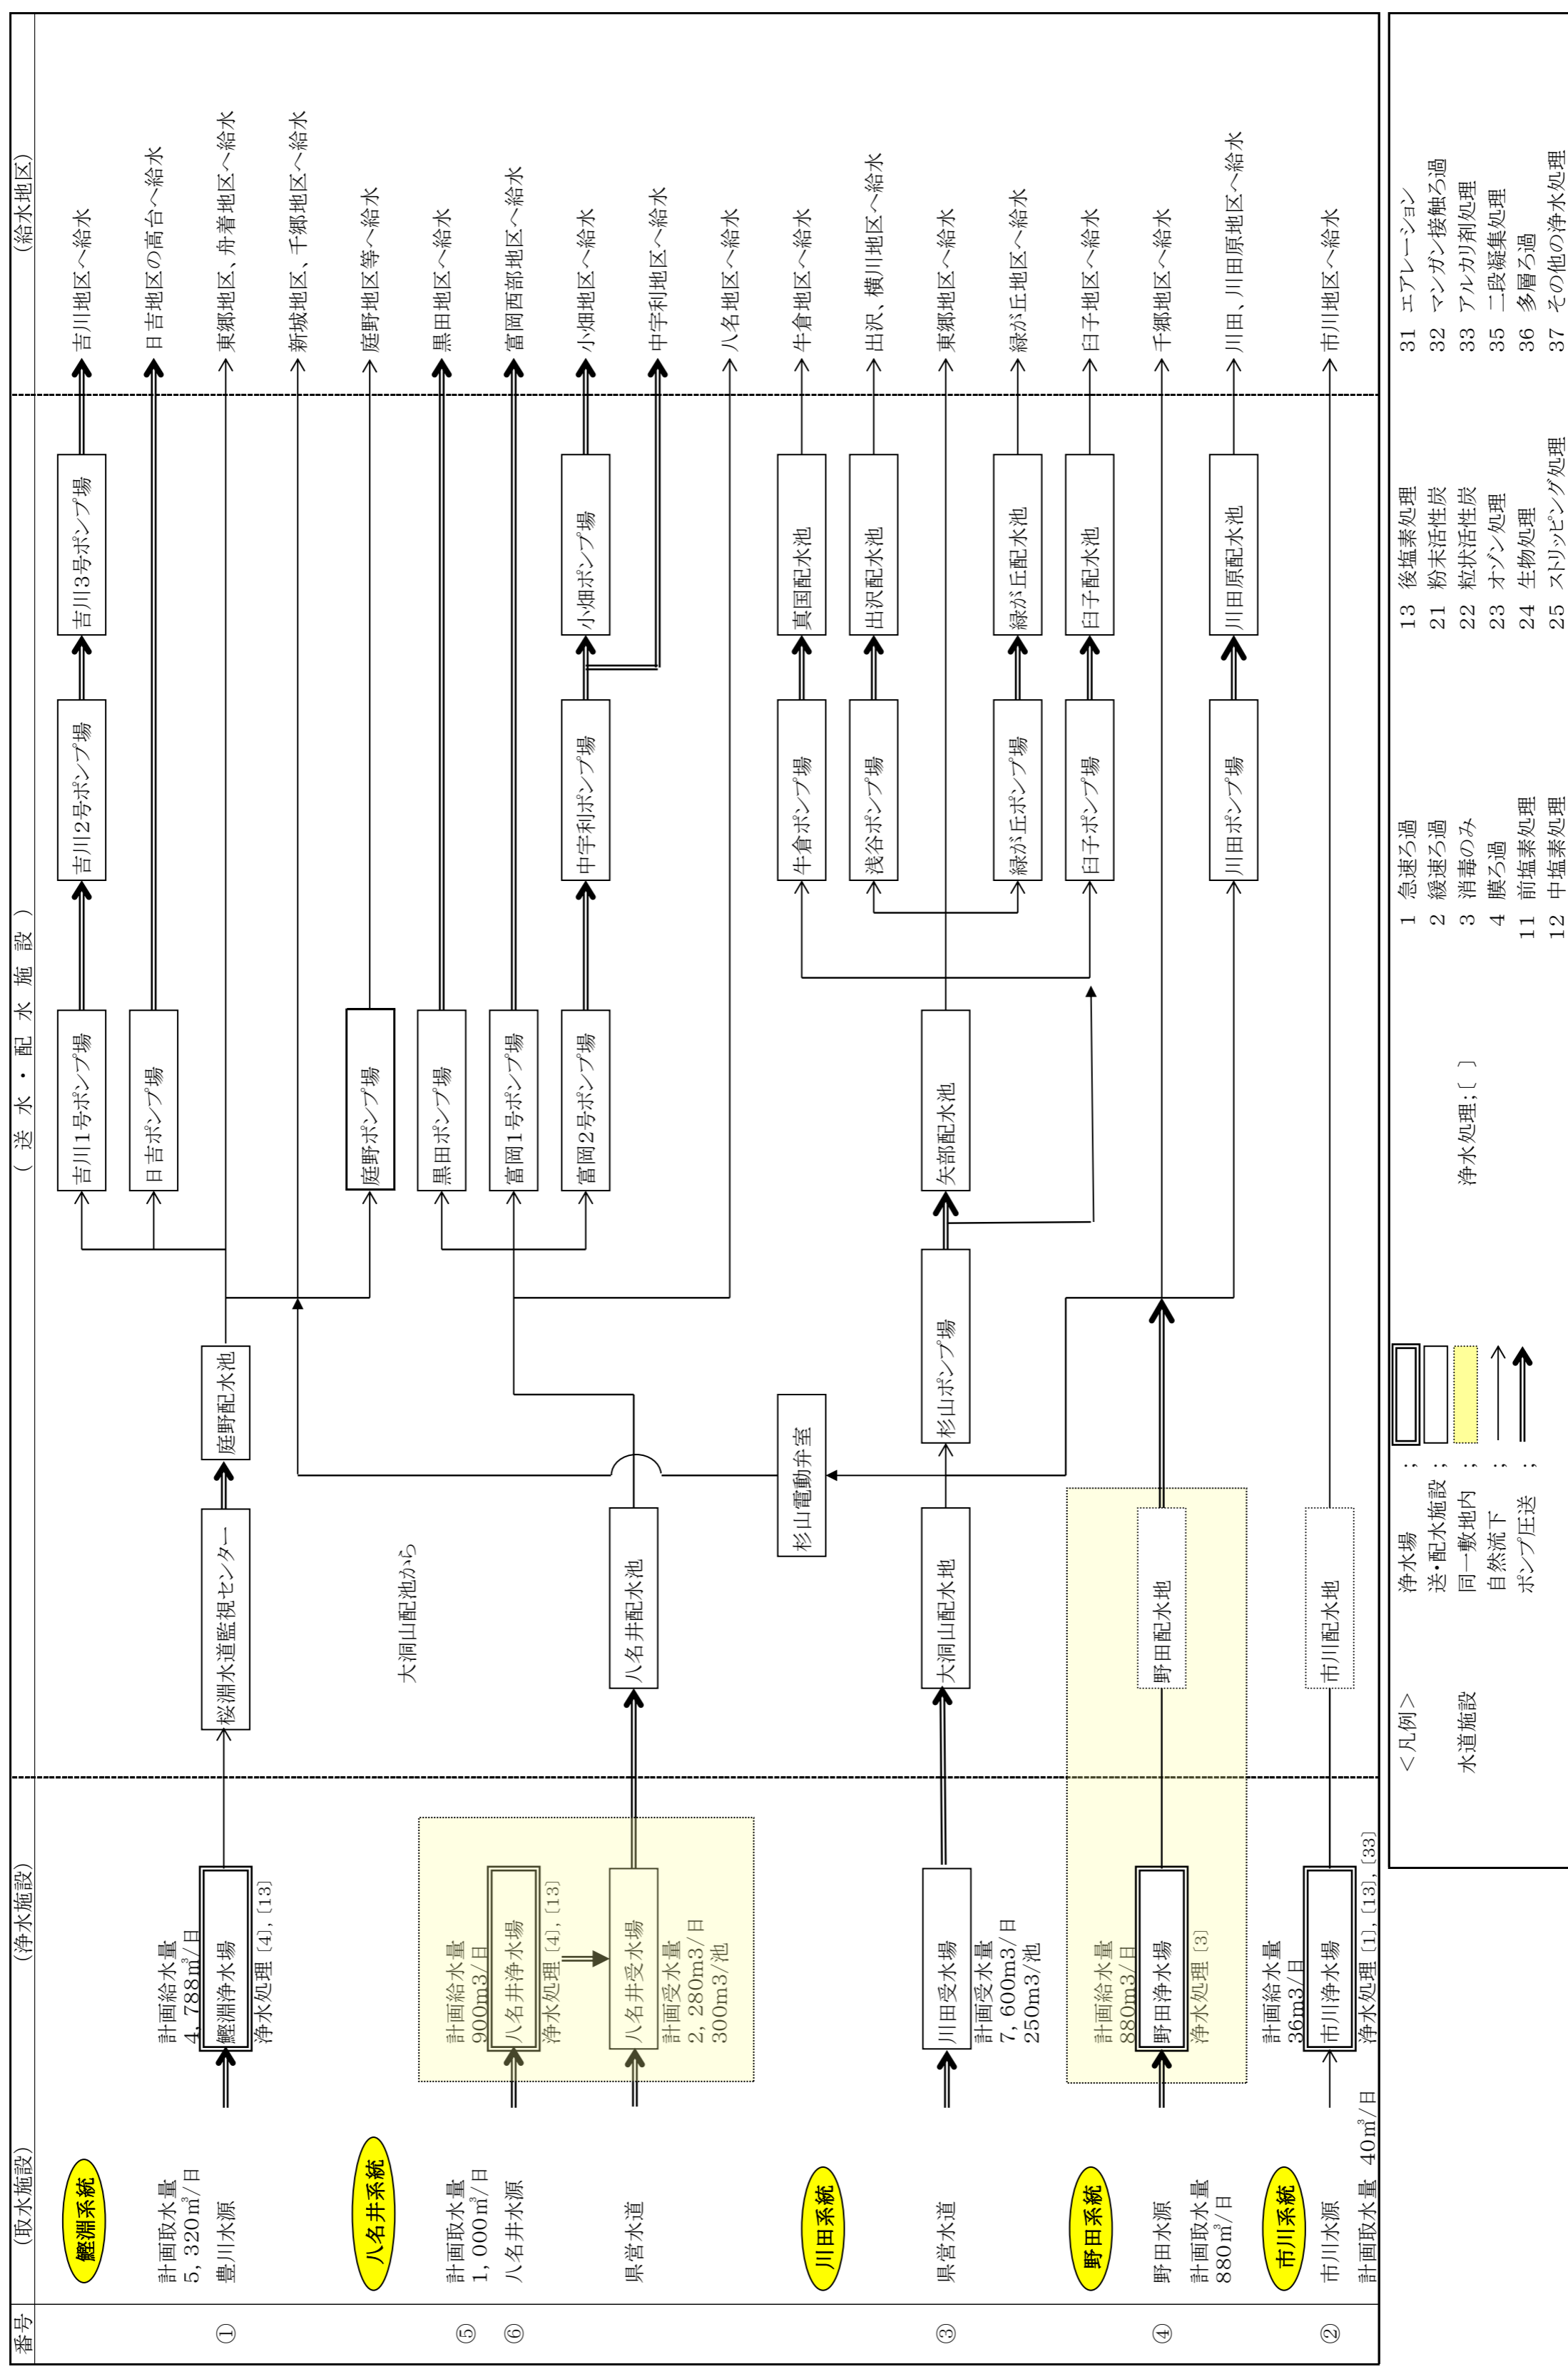 番号
(取水施設)
(浄水施設)
( 送 水 ・ 配 水 施 設 )
(給水地区)
①
鰹淵系統
計画取水量
5,320㎥/日
豊川水源
計画給水量
4,788㎥/日
鰹淵浄水場
浄水処理〔4〕,〔13〕
桜淵水道監視センター
庭野配水池
吉川1号ポンプ場
吉川2号ポンプ場
吉川3号ポンプ場
吉川地区へ給水
日吉ポンプ場
日吉地区の高台へ給水
東郷地区、舟着地区へ給水
新城地区、千郷地区へ給水
庭野ポンプ場
庭野地区等へ給水
大洞山配池から
⑤
⑥
八名井系統
計画取水量
1,000㎥/日
八名井水源
県営水道
計画給水量
900m3/日
八名井浄水場
浄水処理〔4〕,〔13〕
八名井受水場
計画受水量
2,280m3/日
300m3/池
八名井配水池
黒田ポンプ場
黒田地区へ給水
富岡1号ポンプ場
富岡西部地区へ給水
富岡2号ポンプ場
中宇利ポンプ場
小畑ポンプ場
小畑地区へ給水
中宇利地区へ給水
八名地区へ給水
杉山電動弁室
③
川田系統
県営水道
川田受水場
計画受水量
7,600m3/日
250m3/池
大洞山配水地
杉山ポンプ場
矢部配水池
牛倉ポンプ場
真国配水池
牛倉地区へ給水
浅谷ポンプ場
出沢配水池
出沢、横川地区へ給水
東郷地区へ給水
緑が丘ポンプ場
緑が丘配水池
緑が丘地区へ給水
臼子ポンプ場
臼子配水池
臼子地区へ給水
④
野田系統
野田水源
計画取水量
880㎥/日
計画給水量
880m3/日
野田浄水場
浄水処理〔3〕
野田配水地
千郷地区へ給水
川田ポンプ場
川田原配水池
川田、川田原地区へ給水
②
市川系統
市川水源
計画取水量 40㎥/日
計画給水量
36m3/日
市川浄水場
浄水処理〔1〕,〔13〕,〔33〕
市川配水地
市川地区へ給水
<凡例>
水道施設
浄水場 ;
送・配水施設 ;
同一敷地内 ;
自然流下 ;
ポンプ圧送 ;
浄水処理;〔 〕
1 急速ろ過
2 緩速ろ過
3 消毒のみ
4 膜ろ過
11 前塩素処理
12 中塩素処理
13 後塩素処理
21 粉末活性炭
22 粒状活性炭
23 オゾン処理
24 生物処理
25 ストリッピング処理
31 エアレーション
32 マンガン接触ろ過
33 アルカリ剤処理
35 二段凝集処理
36 多層ろ過
37 その他の浄水処理